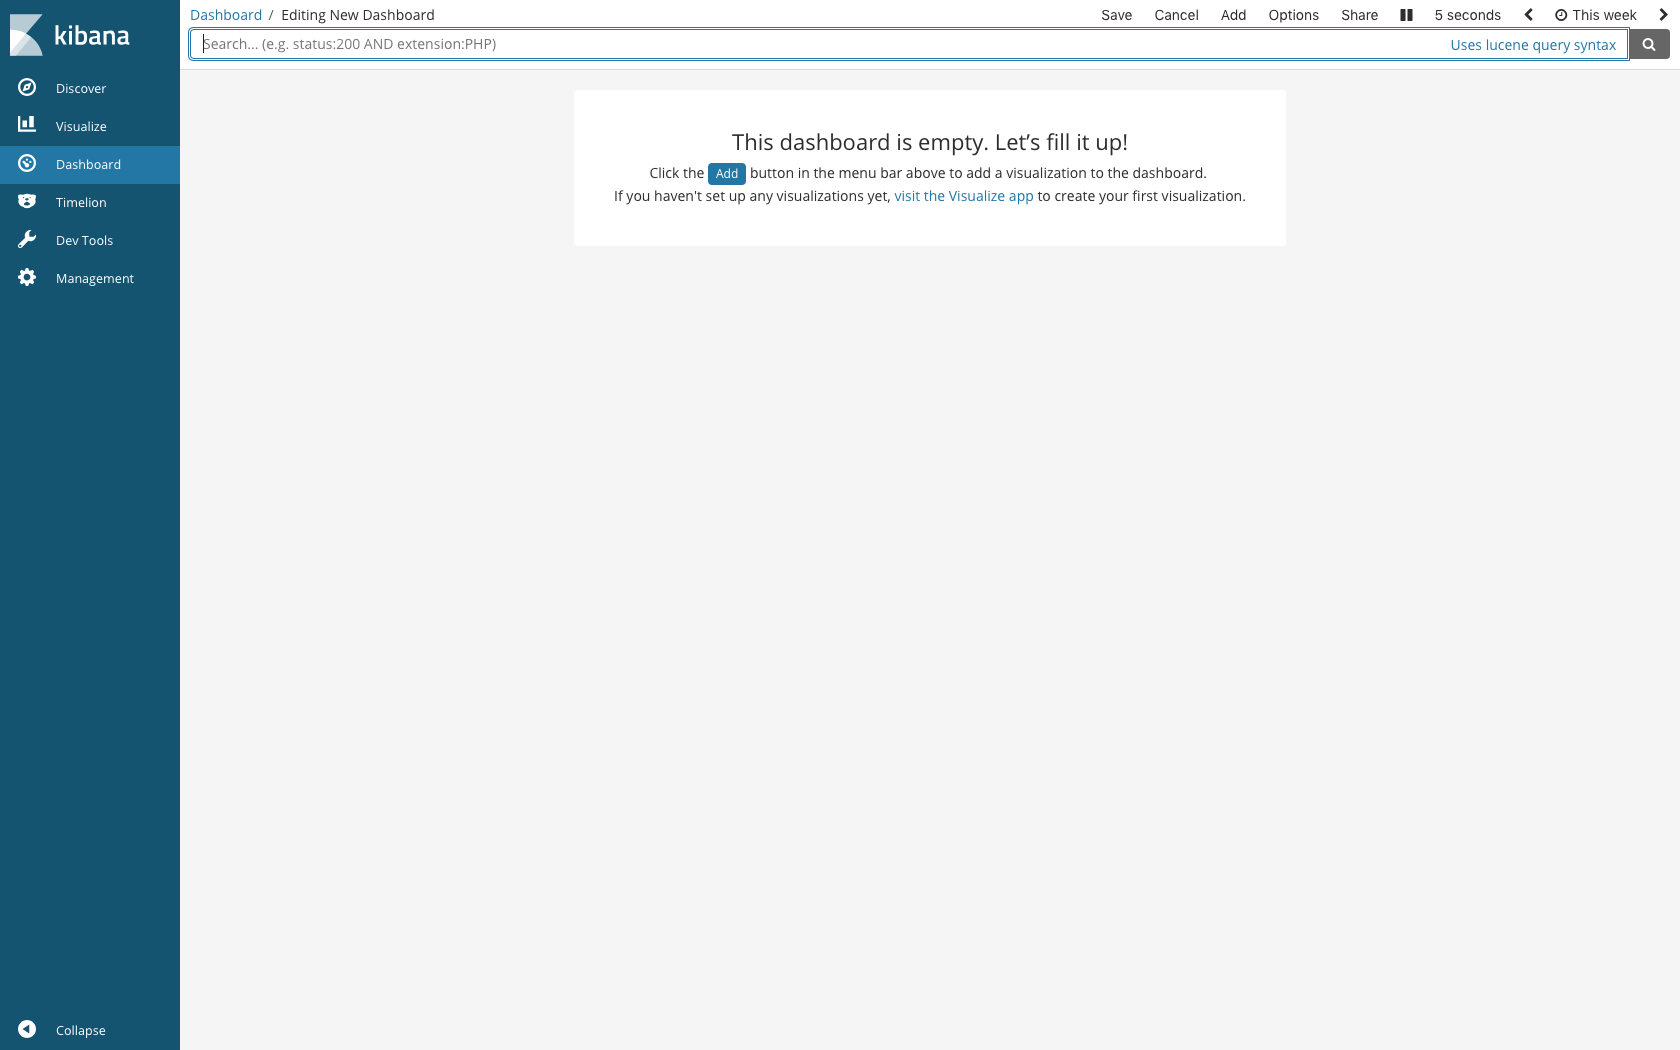 kibana
Discover
Visualize
Dashboard
Timelion
Dev Tools
Management
Collapse
Dashboard / Editing New Dashboard
Save Cancel Add Options Share 5 seconds This week
Search... (e.g. status:200 AND extension:PHP) Uses lucene query syntax
This dashboard is empty. Let’s fill it up!
Click the Add button in the menu bar above to add a visualization to the dashboard.
If you haven't set up any visualizations yet, visit the Visualize app to create your first visualization.